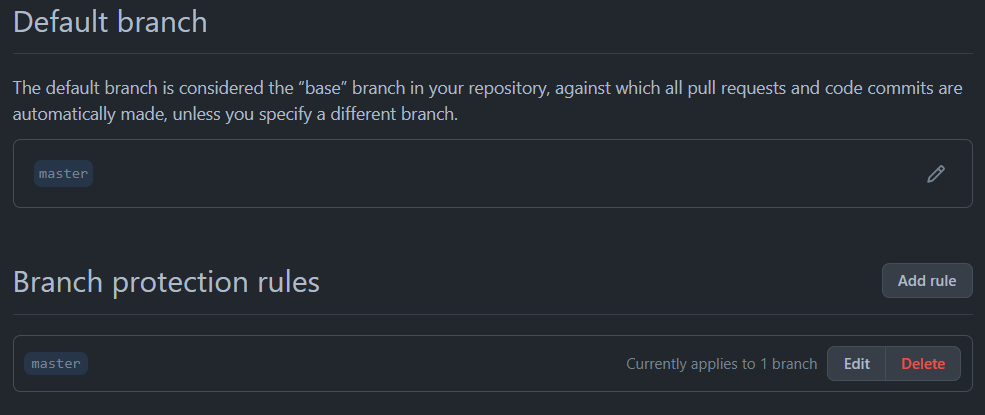 Default branch
The default branch is considered the “base” branch in your repository, against which all pull requests and code commits are
automatically made, unless you specify a different branch.
master
Branch protection rules
Add rule
master
Currently applies to 1 branch
Edit
Delete